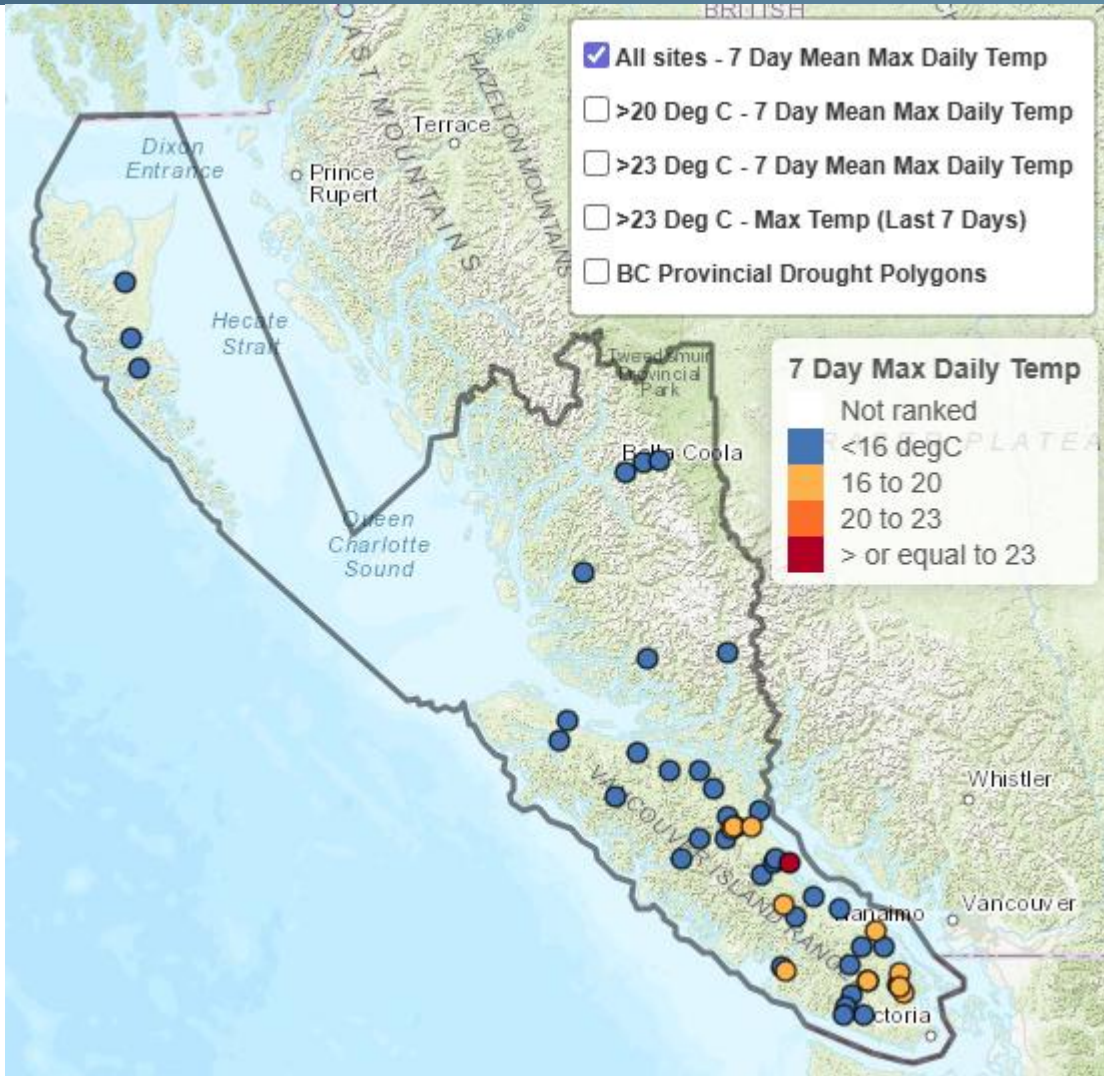 BRITISH
Skeen
COAST MOUNTAINS
HAZELTON MOUNTAINS
All sites - 7 Day Mean Max Daily Temp
>20 Deg C - 7 Day Mean Max Daily Temp
>23 Deg C - 7 Day Mean Max Daily Temp
>23 Deg C - Max Temp (Last 7 Days)
BC Provincial Drought Polygons
Terrace
Dixon
Entrance
Prince
Rupert
Hecate
Strait
Tweedsmuir
Provincial
Park
7 Day Max Daily Temp
Not ranked
<16 degC
16 to 20
20 to 23
> or equal to 23
Bella Coola
PLATEA
Queen
Charlotte
Sound
Whistler
VANCOUVER ISLAND RANG
Nanaimo
Vancouver
ctoria